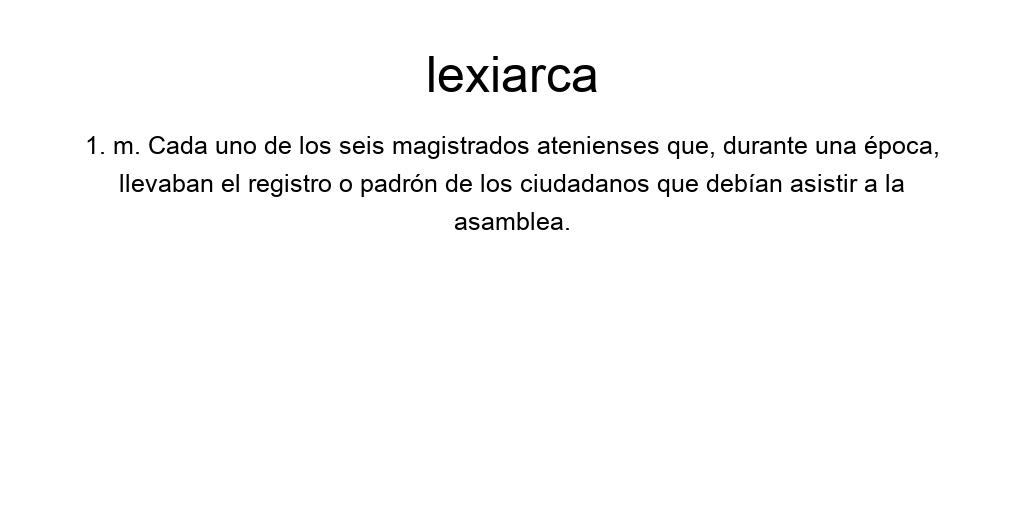 lexiarca
1. m. Cada uno de los seis magistrados atenienses que, durante una época,
llevaban el registro o padrón de los ciudadanos que debían asistir a la
asamblea.